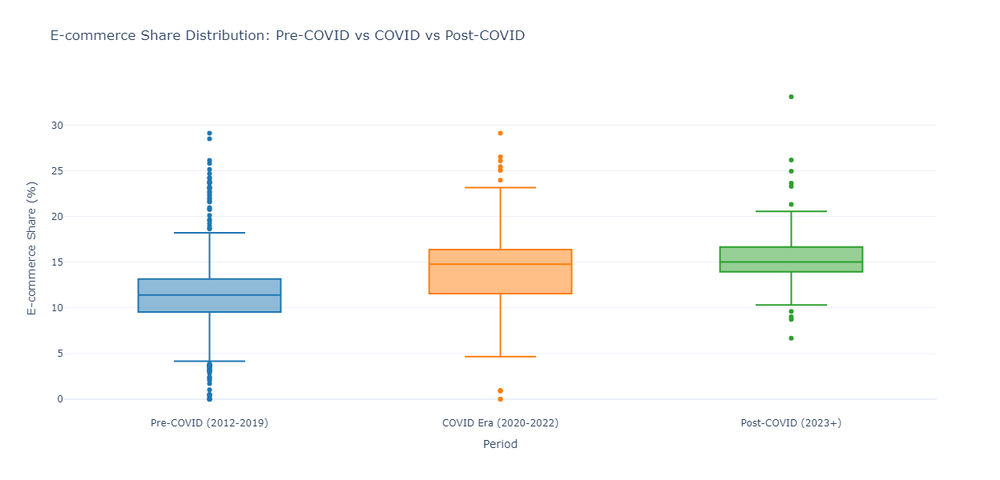 E-commerce Share Distribution: Pre-COVID vs COVID vs Post-COVID
E-commerce Share (%)
30
25
20
15
10
5
0
Pre-COVID (2012-2019)
COVID Era (2020-2022)
Post-COVID (2023+)
Period